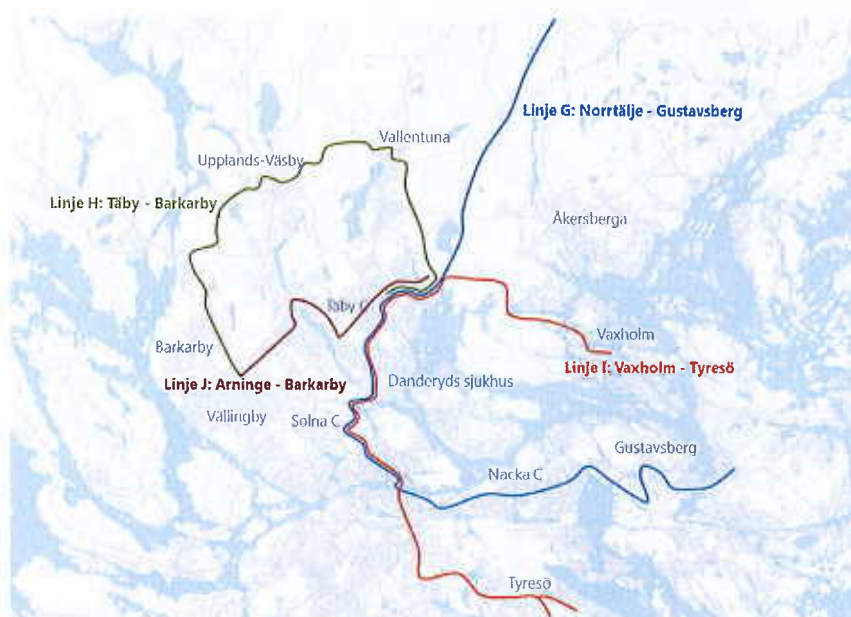 Linje G: Norrtälje - Gustavsberg
Vallentuna
Upplands-Väsby
Linje H: Täby - Barkarby
Åkersberga
Täby C
Vaxholm
Barkarby
Linje I: Vaxholm - Tyresö
Linje J: Arninge - Barkarby
Danderyds sjukhus
Vällingby
Solna C
Gustavsberg
Nacka C
Tyresö